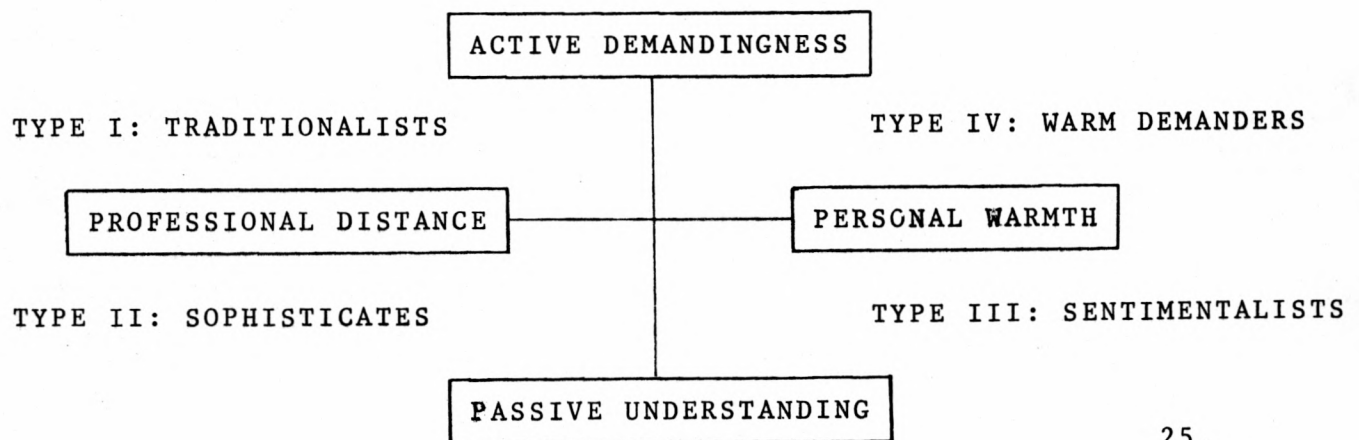 ACTIVE DEMANDINGNESS
TYPE I: TRADITIONALISTS
TYPE IV: WARM DEMANDERS
PROFESSIONAL DISTANCE
PERSONAL WARMTH
TYPE II: SOPHISTICATES
TYPE III: SENTIMENTALISTS
PASSIVE UNDERSTANDING
25